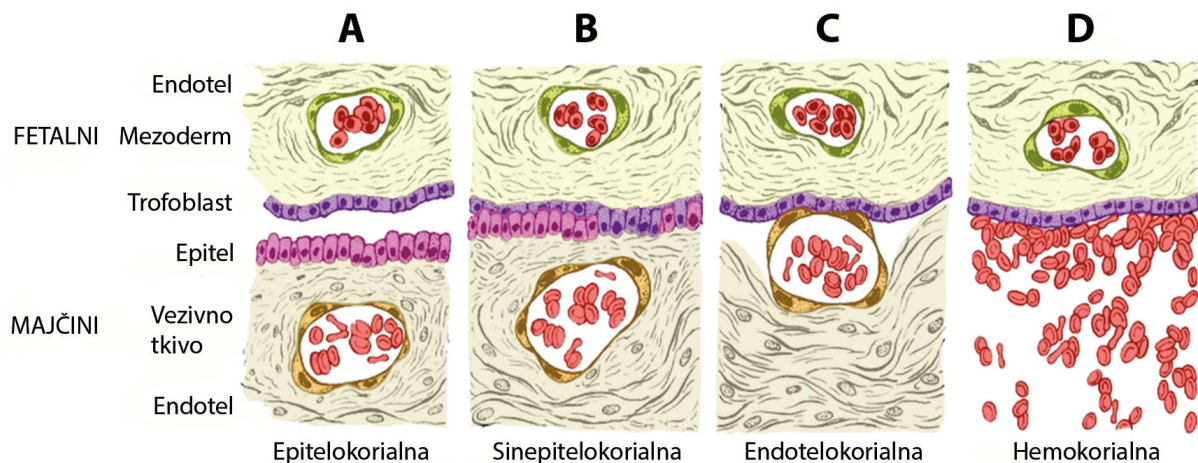 A B C D
Endotel
FETALNI Mezoderm
Trofoblast
Epitel
MAJČINI Vezivno
tkivo
Endotel
Epitelokorialna Sinepitelokorialna Endotelokorialna Hemokorialna